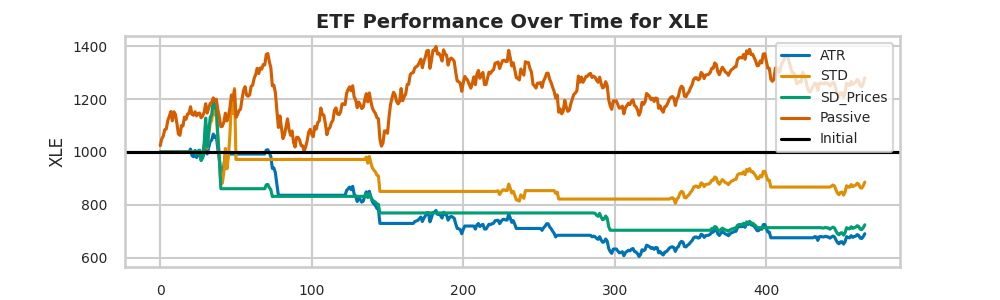 ETF Performance Over Time for XLE
XLE
1400
1200
1000
800
600
0
100
200
300
400
ATR
STD
SD_Prices
Passive
Initial